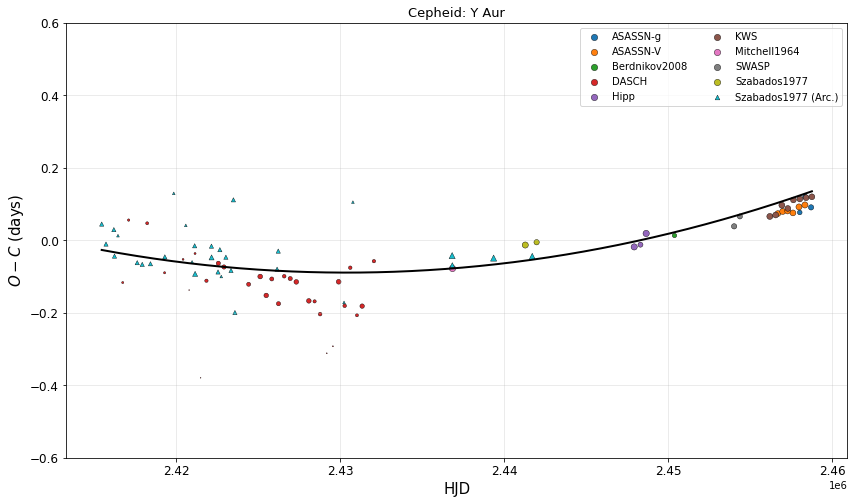 Cepheid: Y Aur
0.6
0.4
0.2
0.0
−0.2
−0.4
−0.6
O − C (days)
ASASSN-g
ASASSN-V
Berdnikov2008
DASCH
Hipp
KWS
Mitchell1964
SWASP
Szabados1977
Szabados1977 (Arc.)
2.42
2.43
2.44
2.45
2.46
1e6
HJD